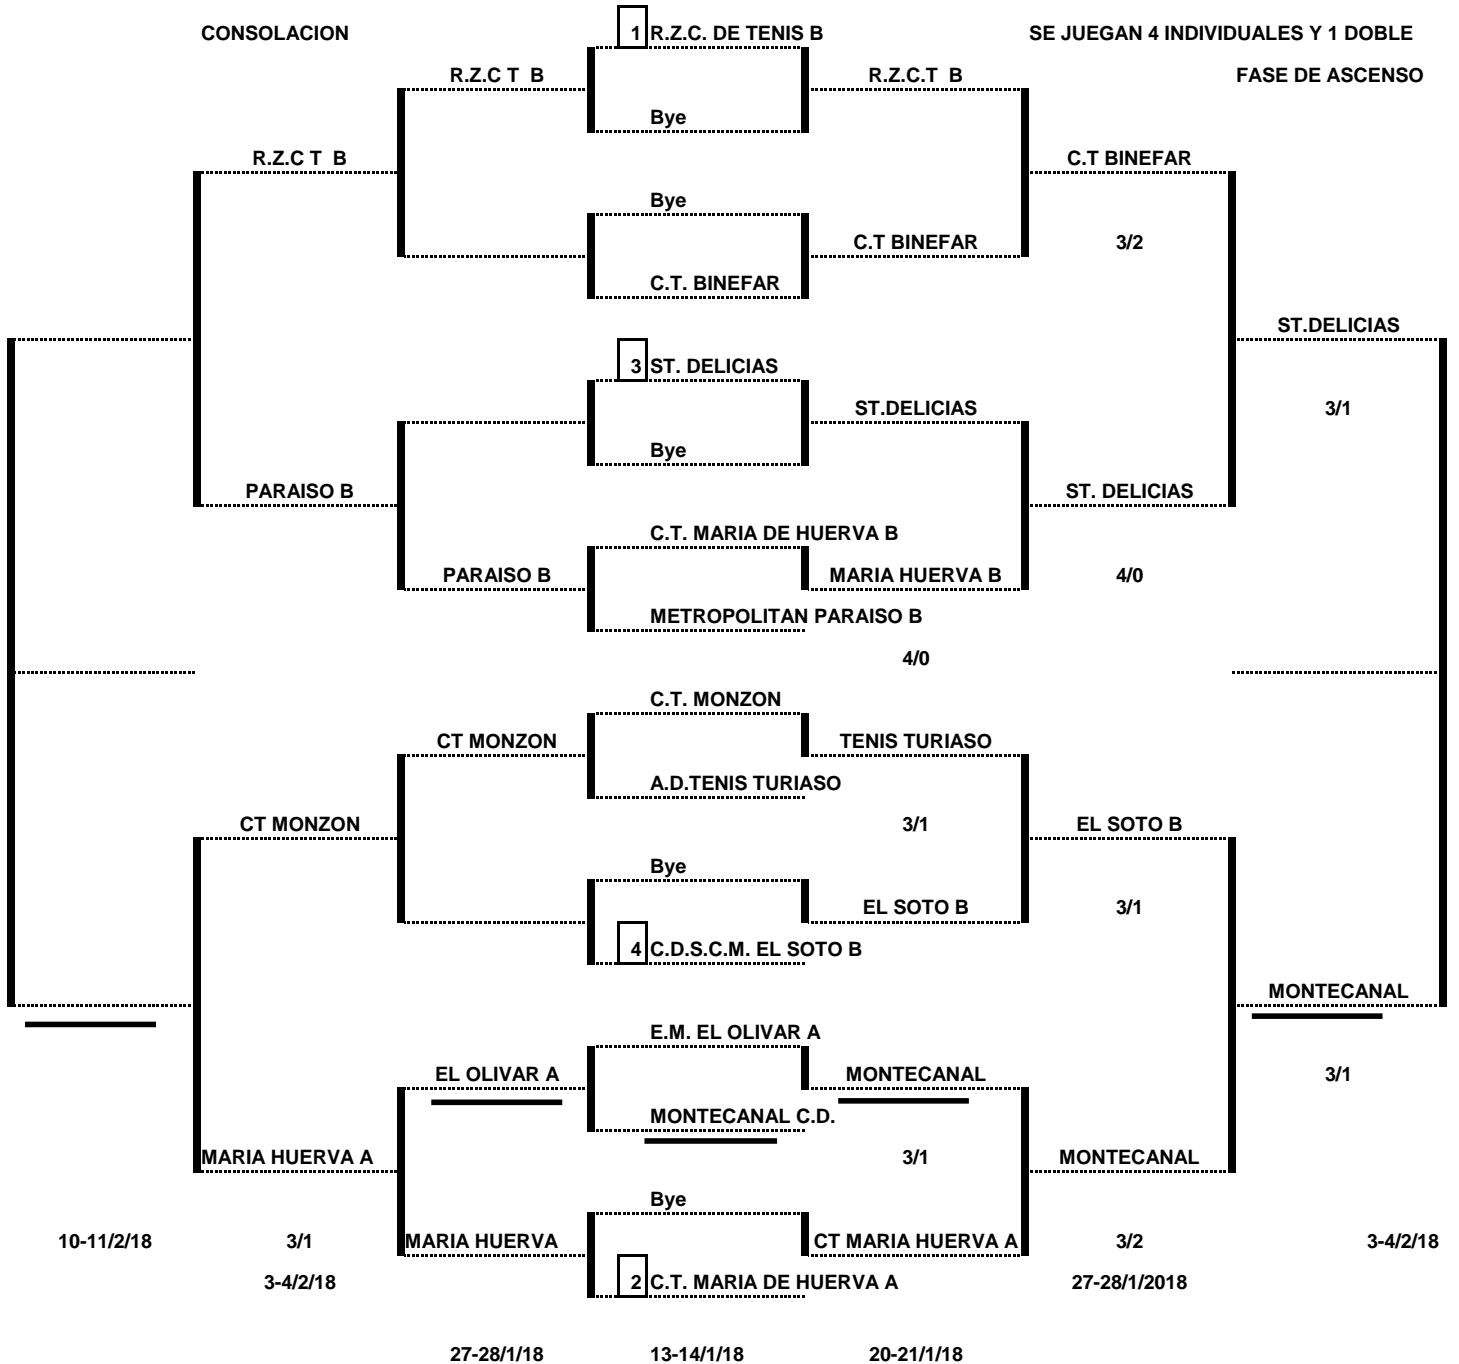 CONSOLACION 1 R.Z.C. DE TENIS B SE JUEGAN 4 INDIVIDUALES Y 1 DOBLE
R.Z.C T B R.Z.C.T B FASE DE ASCENSO
Bye
R.Z.C T B C.T BINEFAR
Bye
C.T BINEFAR 3/2
C.T. BINEFAR
ST.DELICIAS
3 ST. DELICIAS
ST.DELICIAS 3/1
Bye
PARAISO B ST. DELICIAS
C.T. MARIA DE HUERVA B
PARAISO B MARIA HUERVA B 4/0
METROPOLITAN PARAISO B
4/0
C.T. MONZON
CT MONZON TENIS TURIASO
A.D.TENIS TURIASO
CT MONZON 3/1 EL SOTO B
Bye
EL SOTO B 3/1
4 C.D.S.C.M. EL SOTO B
MONTECANAL
E.M. EL OLIVAR A
EL OLIVAR A MONTECANAL 3/1
MONTECANAL C.D.
MARIA HUERVA A 3/1 MONTECANAL
Bye
10-11/2/18 3/1 MARIA HUERVA CT MARIA HUERVA A 3/2 3-4/2/18
3-4/2/18 2 C.T. MARIA DE HUERVA A 27-28/1/2018
27-28/1/18 13-14/1/18 20-21/1/18